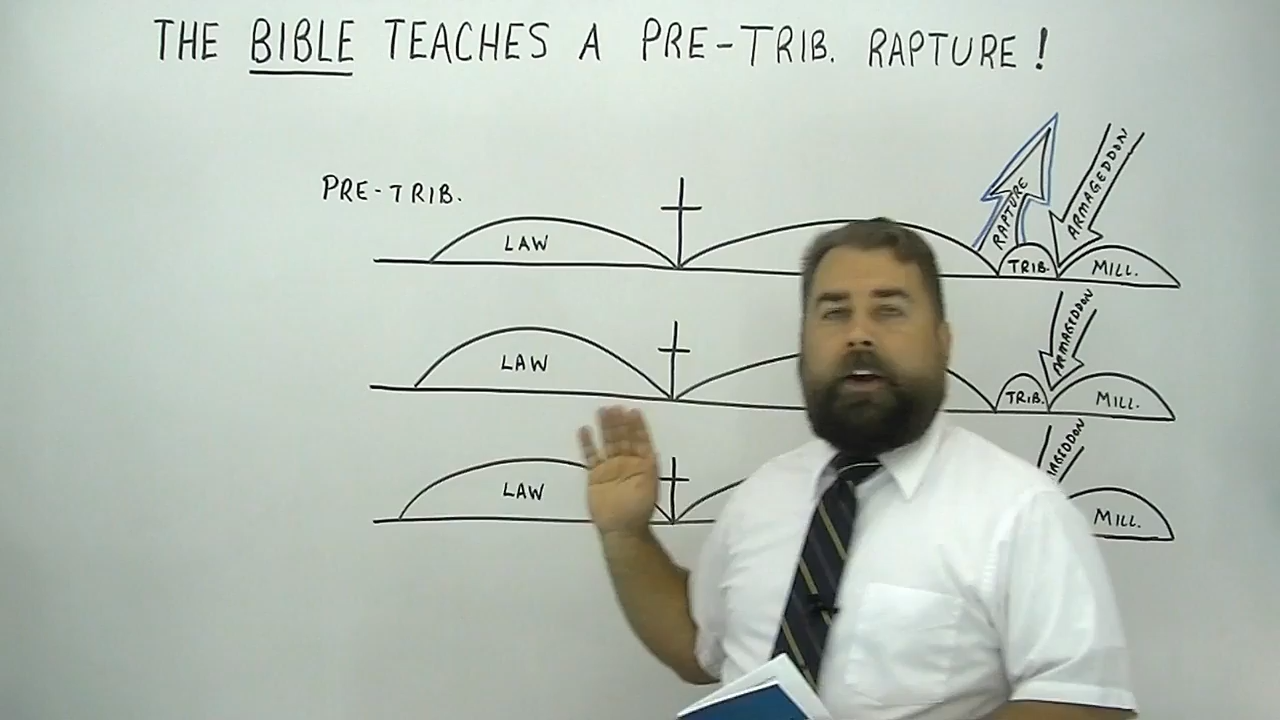 THE BIBLE TEACHES A PRE-TRIB. RAPTURE!
PRE-TRIB.
LAW
RAPTURE
TRIB.
ARMAGEDDON
MILL.
LAW
TRIB.
ARMAGEDDON
MILL.
LAW
MILL.